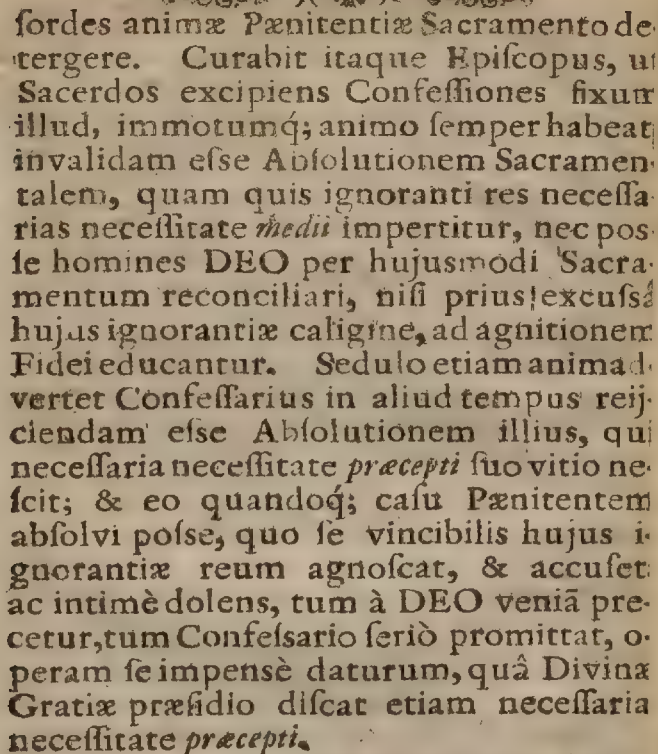 ſordes animæ Pænitentiæ Sacramento de-
tergere. Curabit itaque Epiſcopus, ut
Sacerdos excipiens Confeſſiones fixum
illud, immotumq́; animo ſemper habeat
invalidam eſse Abſolutionem Sacramen-
talem, quam quis ignoranti res neceſſa-
rias neceſſitate medii impertitur, nec poſ-
ſe homines DEO per hujusmodi Sacra-
mentum reconciliari, niſi prius excuſsâ
hujus ignorantiæ caligine, ad agnitionem
Fidei educantur. Sedulo etiam animad-
vertet Confeſſarius in aliud tempus reij-
ciendam eſse Abſolutionem illius, qui
neceſſaria neceſſitate præcepti ſuo vitio ne-
ſcit; & eo quandoq́; caſu Pænitentem
abſolvi poſse, quo ſe vincibilis hujus i-
gnorantiæ reum agnoſcat, & accuſet
ac intimè dolens, tum à DEO veniã pre-
cetur, tum Confeſsario ſeriò promittat, o-
peram ſe impensè daturum, quâ Divinæ
Gratiæ præſidio diſcat etiam neceſſaria
neceſſitate præcepti.